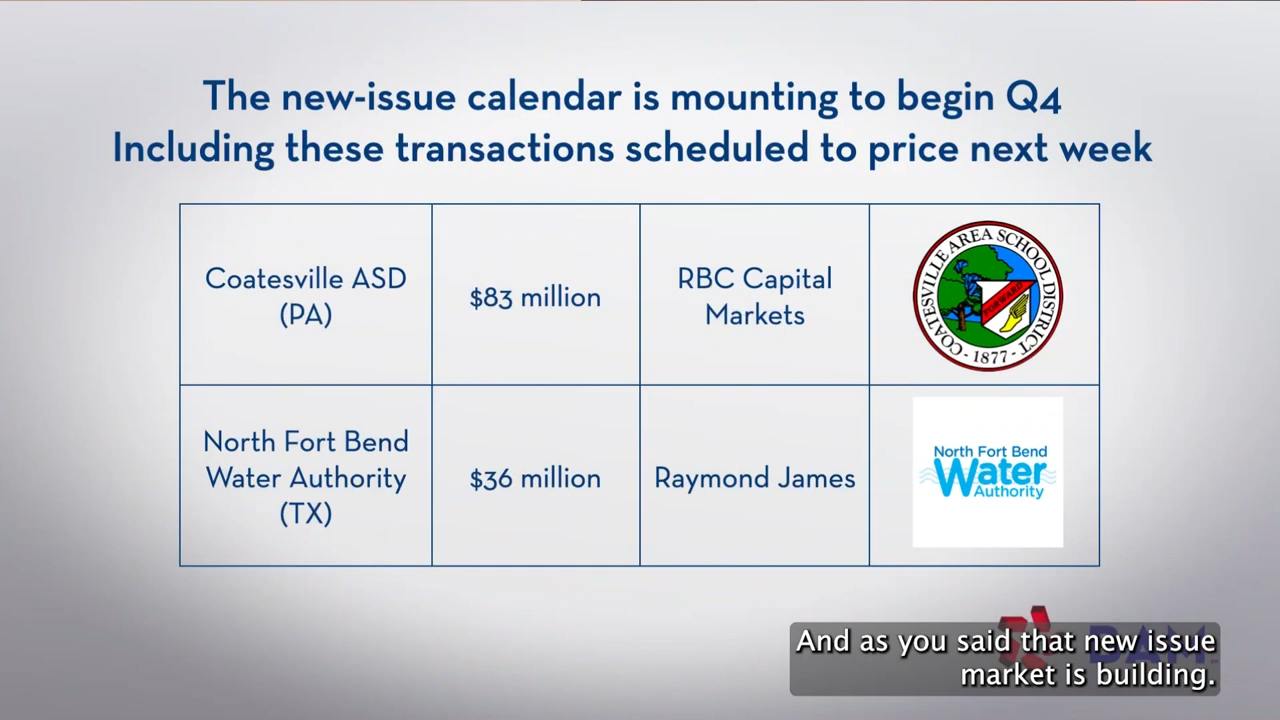 The new-issue calendar is mounting to begin Q4
Including these transactions scheduled to price next week
Coatesville ASD
(PA)
$83 million
RBC Capital
Markets
COATESVILLE AREA SCHOOL DISTRICT
FORWARD
- 1877 -
North Fort Bend
Water Authority
(TX)
$36 million
Raymond James
North Fort Bend
Water
Authority
And as you said that new issue
market is building.
BAM